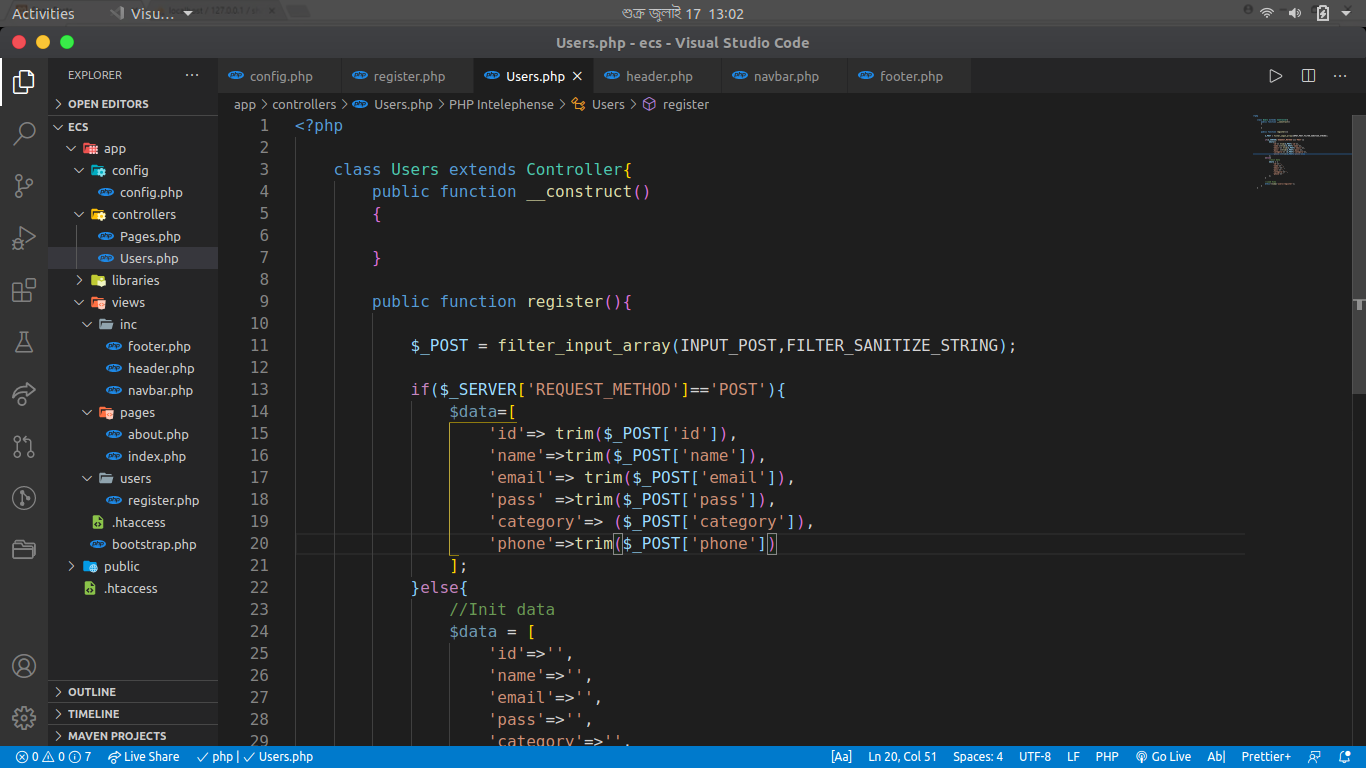 Activities
Visu...
শুক্র জুলাই 17 13:02
Users.php - ecs - Visual Studio Code
EXPLORER ...
config.php
register.php
Users.php
header.php
navbar.php
footer.php
app > controllers > Users.php > PHP Intelephense > Users > register
OPEN EDITORS
ECS
app
config
config.php
controllers
Pages.php
Users.php
libraries
views
inc
footer.php
header.php
navbar.php
pages
about.php
index.php
users
register.php
.htaccess
bootstrap.php
public
.htaccess
OUTLINE
TIMELINE
MAVEN PROJECTS
1 <?php
2
3 class Users extends Controller{
4 public function __construct()
5 {
6
7 }
8
9 public function register(){
10
11 $_POST = filter_input_array(INPUT_POST,FILTER_SANITIZE_STRING);
12
13 if($_SERVER['REQUEST_METHOD']=='POST'){
14 $data=[
15 'id'=> trim($_POST['id']),
16 'name'=>trim($_POST['name']),
17 'email'=> trim($_POST['email']),
18 'pass' =>trim($_POST['pass']),
19 'category'=> ($_POST['category']),
20 'phone'=>trim($_POST['phone'])
21 ];
22 }else{
23 //Init data
24 $data = [
25 'id'=>'',
26 'name'=>'',
27 'email'=>'',
28 'pass'=>'',
29 'category'=>'',
0 0 7 Live Share php | Users.php [Aa] Ln 20, Col 51 Spaces: 4 UTF-8 LF PHP Go Live Ab| Prettier+